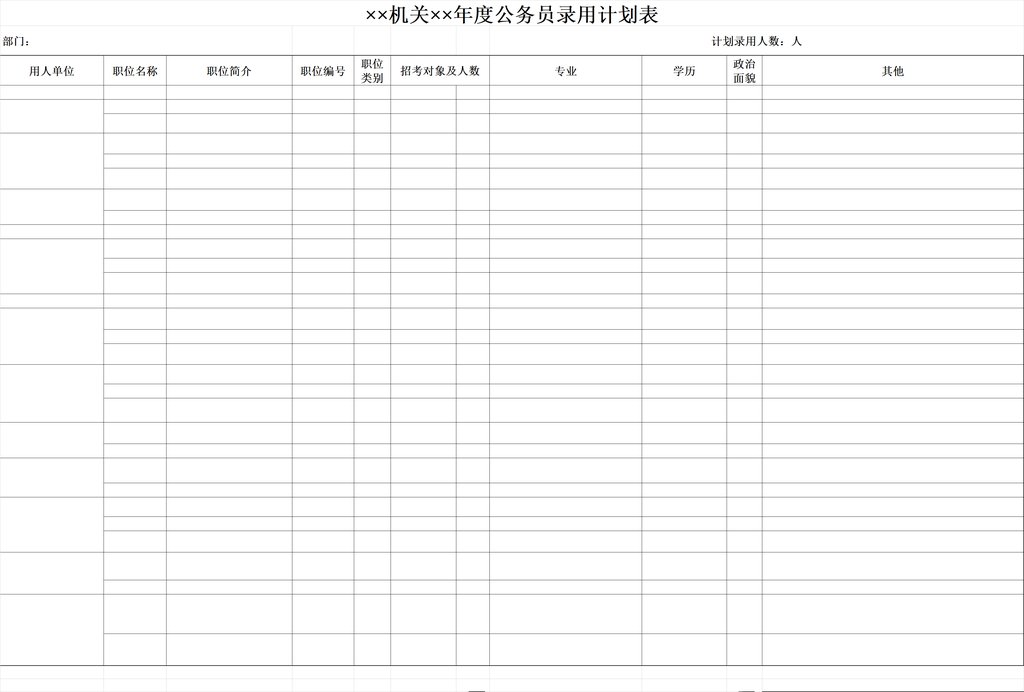 ××机关××年度公务员录用计划表
部门： 计划录用人数：人
用人单位 职位名称 职位简介 职位编号 职位类别 招考对象及人数 专业 学历 政治面貌 其他